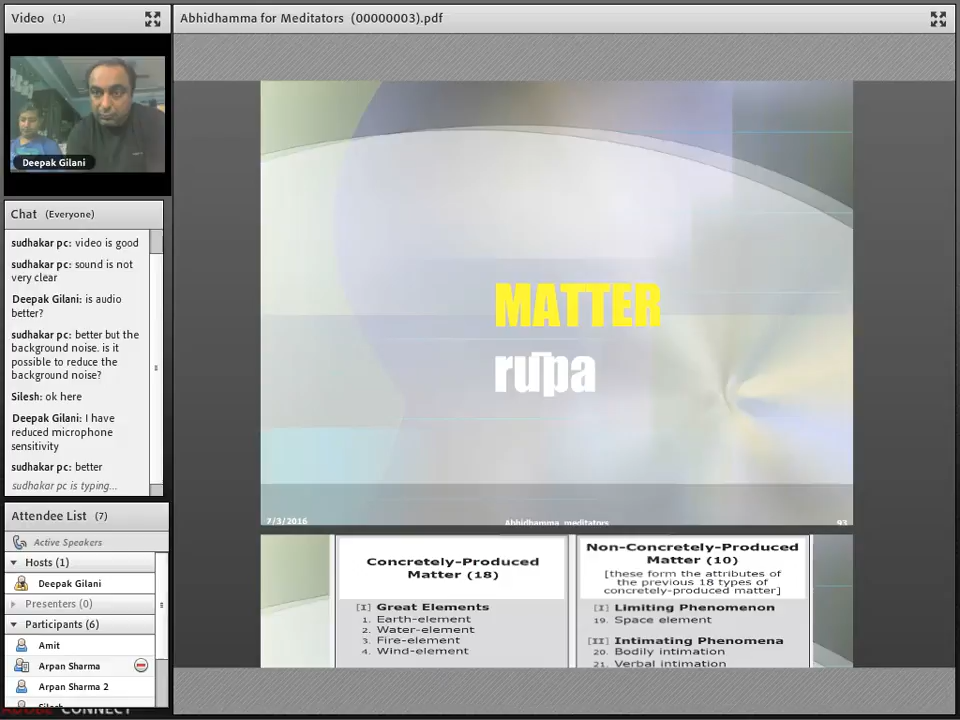 Video (1)
Deepak Gilani
Chat (Everyone)
sudhakar pc: video is good
sudhakar pc: sound is not
very clear
Deepak Gilani: is audio
better?
sudhakar pc: better but the
background noise. is it
possible to reduce the
background noise?
Silesh: ok here
Deepak Gilani: I have
reduced microphone
sensitivity
sudhakar pc: better
sudhakar pc is typing...
Attendee List (7)
Active Speakers
Hosts (1)
Deepak Gilani
Presenters (0)
Participants (6)
Amit
Arpan Sharma
Arpan Sharma 2
Silesh
CONNECT
Abhidhamma for Meditators (00000003).pdf
MATTER
rūpa
7/3/2016
Abhidhamma meditators
93
Concretely-Produced
Matter (18)
[I] Great Elements
1. Earth-element
2. Water-element
3. Fire-element
4. Wind-element
Non-Concretely-Produced
Matter (10)
[these form the attributes of
the previous 18 types of
concretely-produced matter]
[I] Limiting Phenomenon
19. Space element
[II] Intimating Phenomena
20. Bodily intimation
21. Verbal intimation